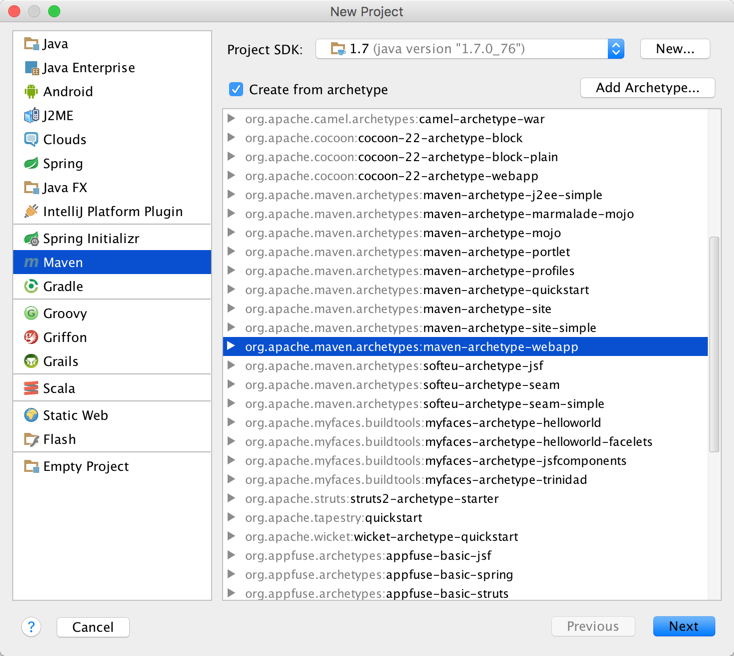 New Project
Java
Java Enterprise
Android
J2ME
Clouds
Spring
Java FX
IntelliJ Platform Plugin
Spring Initializr
m Maven
Gradle
G Groovy
Griffon
Grails
Scala
Static Web
Flash
Empty Project
Project SDK: 1.7 (java version "1.7.0_76") New...
Create from archetype Add Archetype...
org.apache.camel.archetypes:camel-archetype-war
org.apache.cocoon:cocoon-22-archetype-block
org.apache.cocoon:cocoon-22-archetype-block-plain
org.apache.cocoon:cocoon-22-archetype-webapp
org.apache.maven.archetypes:maven-archetype-j2ee-simple
org.apache.maven.archetypes:maven-archetype-marmalade-mojo
org.apache.maven.archetypes:maven-archetype-mojo
org.apache.maven.archetypes:maven-archetype-portlet
org.apache.maven.archetypes:maven-archetype-profiles
org.apache.maven.archetypes:maven-archetype-quickstart
org.apache.maven.archetypes:maven-archetype-site
org.apache.maven.archetypes:maven-archetype-site-simple
org.apache.maven.archetypes:maven-archetype-webapp
org.apache.maven.archetypes:softeu-archetype-jsf
org.apache.maven.archetypes:softeu-archetype-seam
org.apache.maven.archetypes:softeu-archetype-seam-simple
org.apache.myfaces.buildtools:myfaces-archetype-helloworld
org.apache.myfaces.buildtools:myfaces-archetype-helloworld-facelets
org.apache.myfaces.buildtools:myfaces-archetype-jsfcomponents
org.apache.myfaces.buildtools:myfaces-archetype-trinidad
org.apache.struts:struts2-archetype-starter
org.apache.tapestry:quickstart
org.apache.wicket:wicket-archetype-quickstart
org.appfuse.archetypes:appfuse-basic-jsf
org.appfuse.archetypes:appfuse-basic-spring
org.appfuse.archetypes:appfuse-basic-struts
? Cancel Previous Next